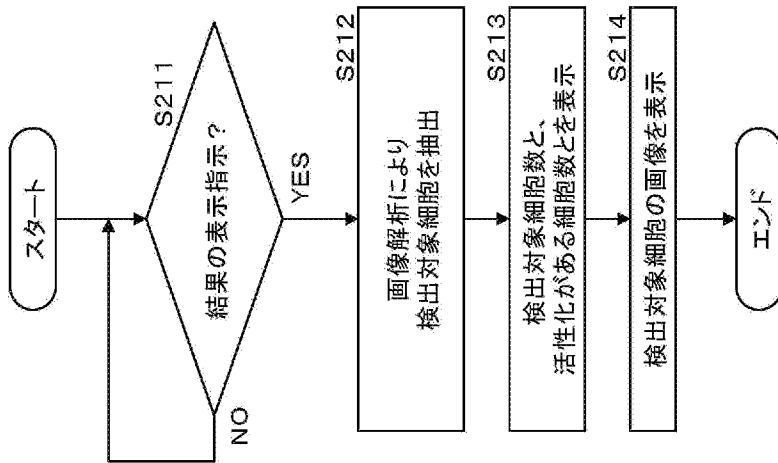 スタート
S211
結果の表示指示？
NO
YES
S212
画像解析により
検出対象細胞を抽出
S213
検出対象細胞数と、
活性化がある細胞数とを表示
S214
検出対象細胞の画像を表示
エンド